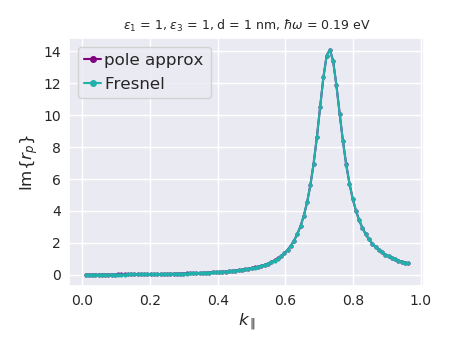 ε₁ = 1, ε₃ = 1, d = 1 nm, ℏω = 0.19 eV
pole approx
Fresnel
Im{rₚ}
14
12
10
8
6
4
2
0
0.0 0.2 0.4 0.6 0.8 1.0
k∥